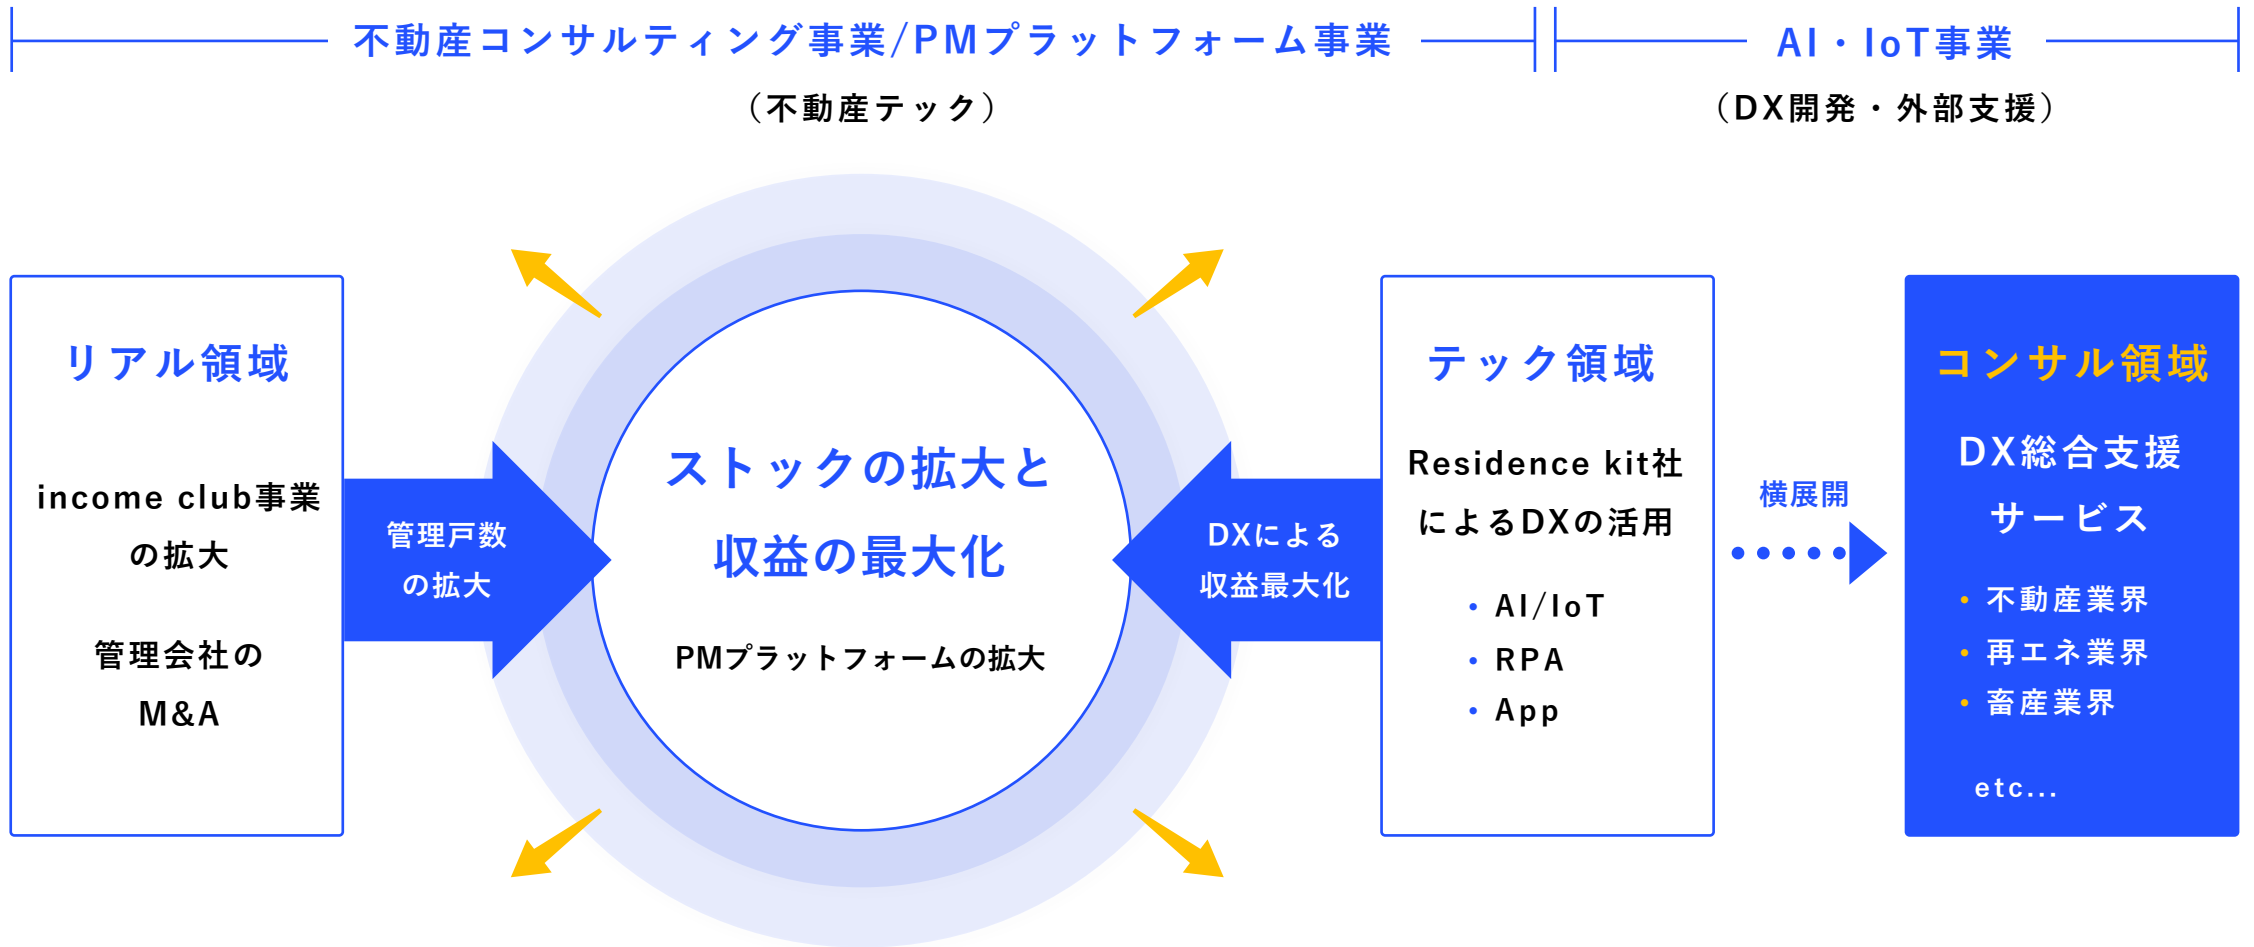 不動産コンサルティング事業/PMプラットフォーム事業
（不動産テック）
AI・IoT事業
（DX開発・外部支援）
リアル領域
income club事業
の拡大
管理会社の
M&A
管理戸数
の拡大
ストックの拡大と
収益の最大化
PMプラットフォームの拡大
DXによる
収益最大化
テック領域
Residence kit社
によるDXの活用
・AI/IoT
・RPA
・App
横展開
コンサル領域
DX総合支援
サービス
・不動産業界
・再エネ業界
・畜産業界
etc...